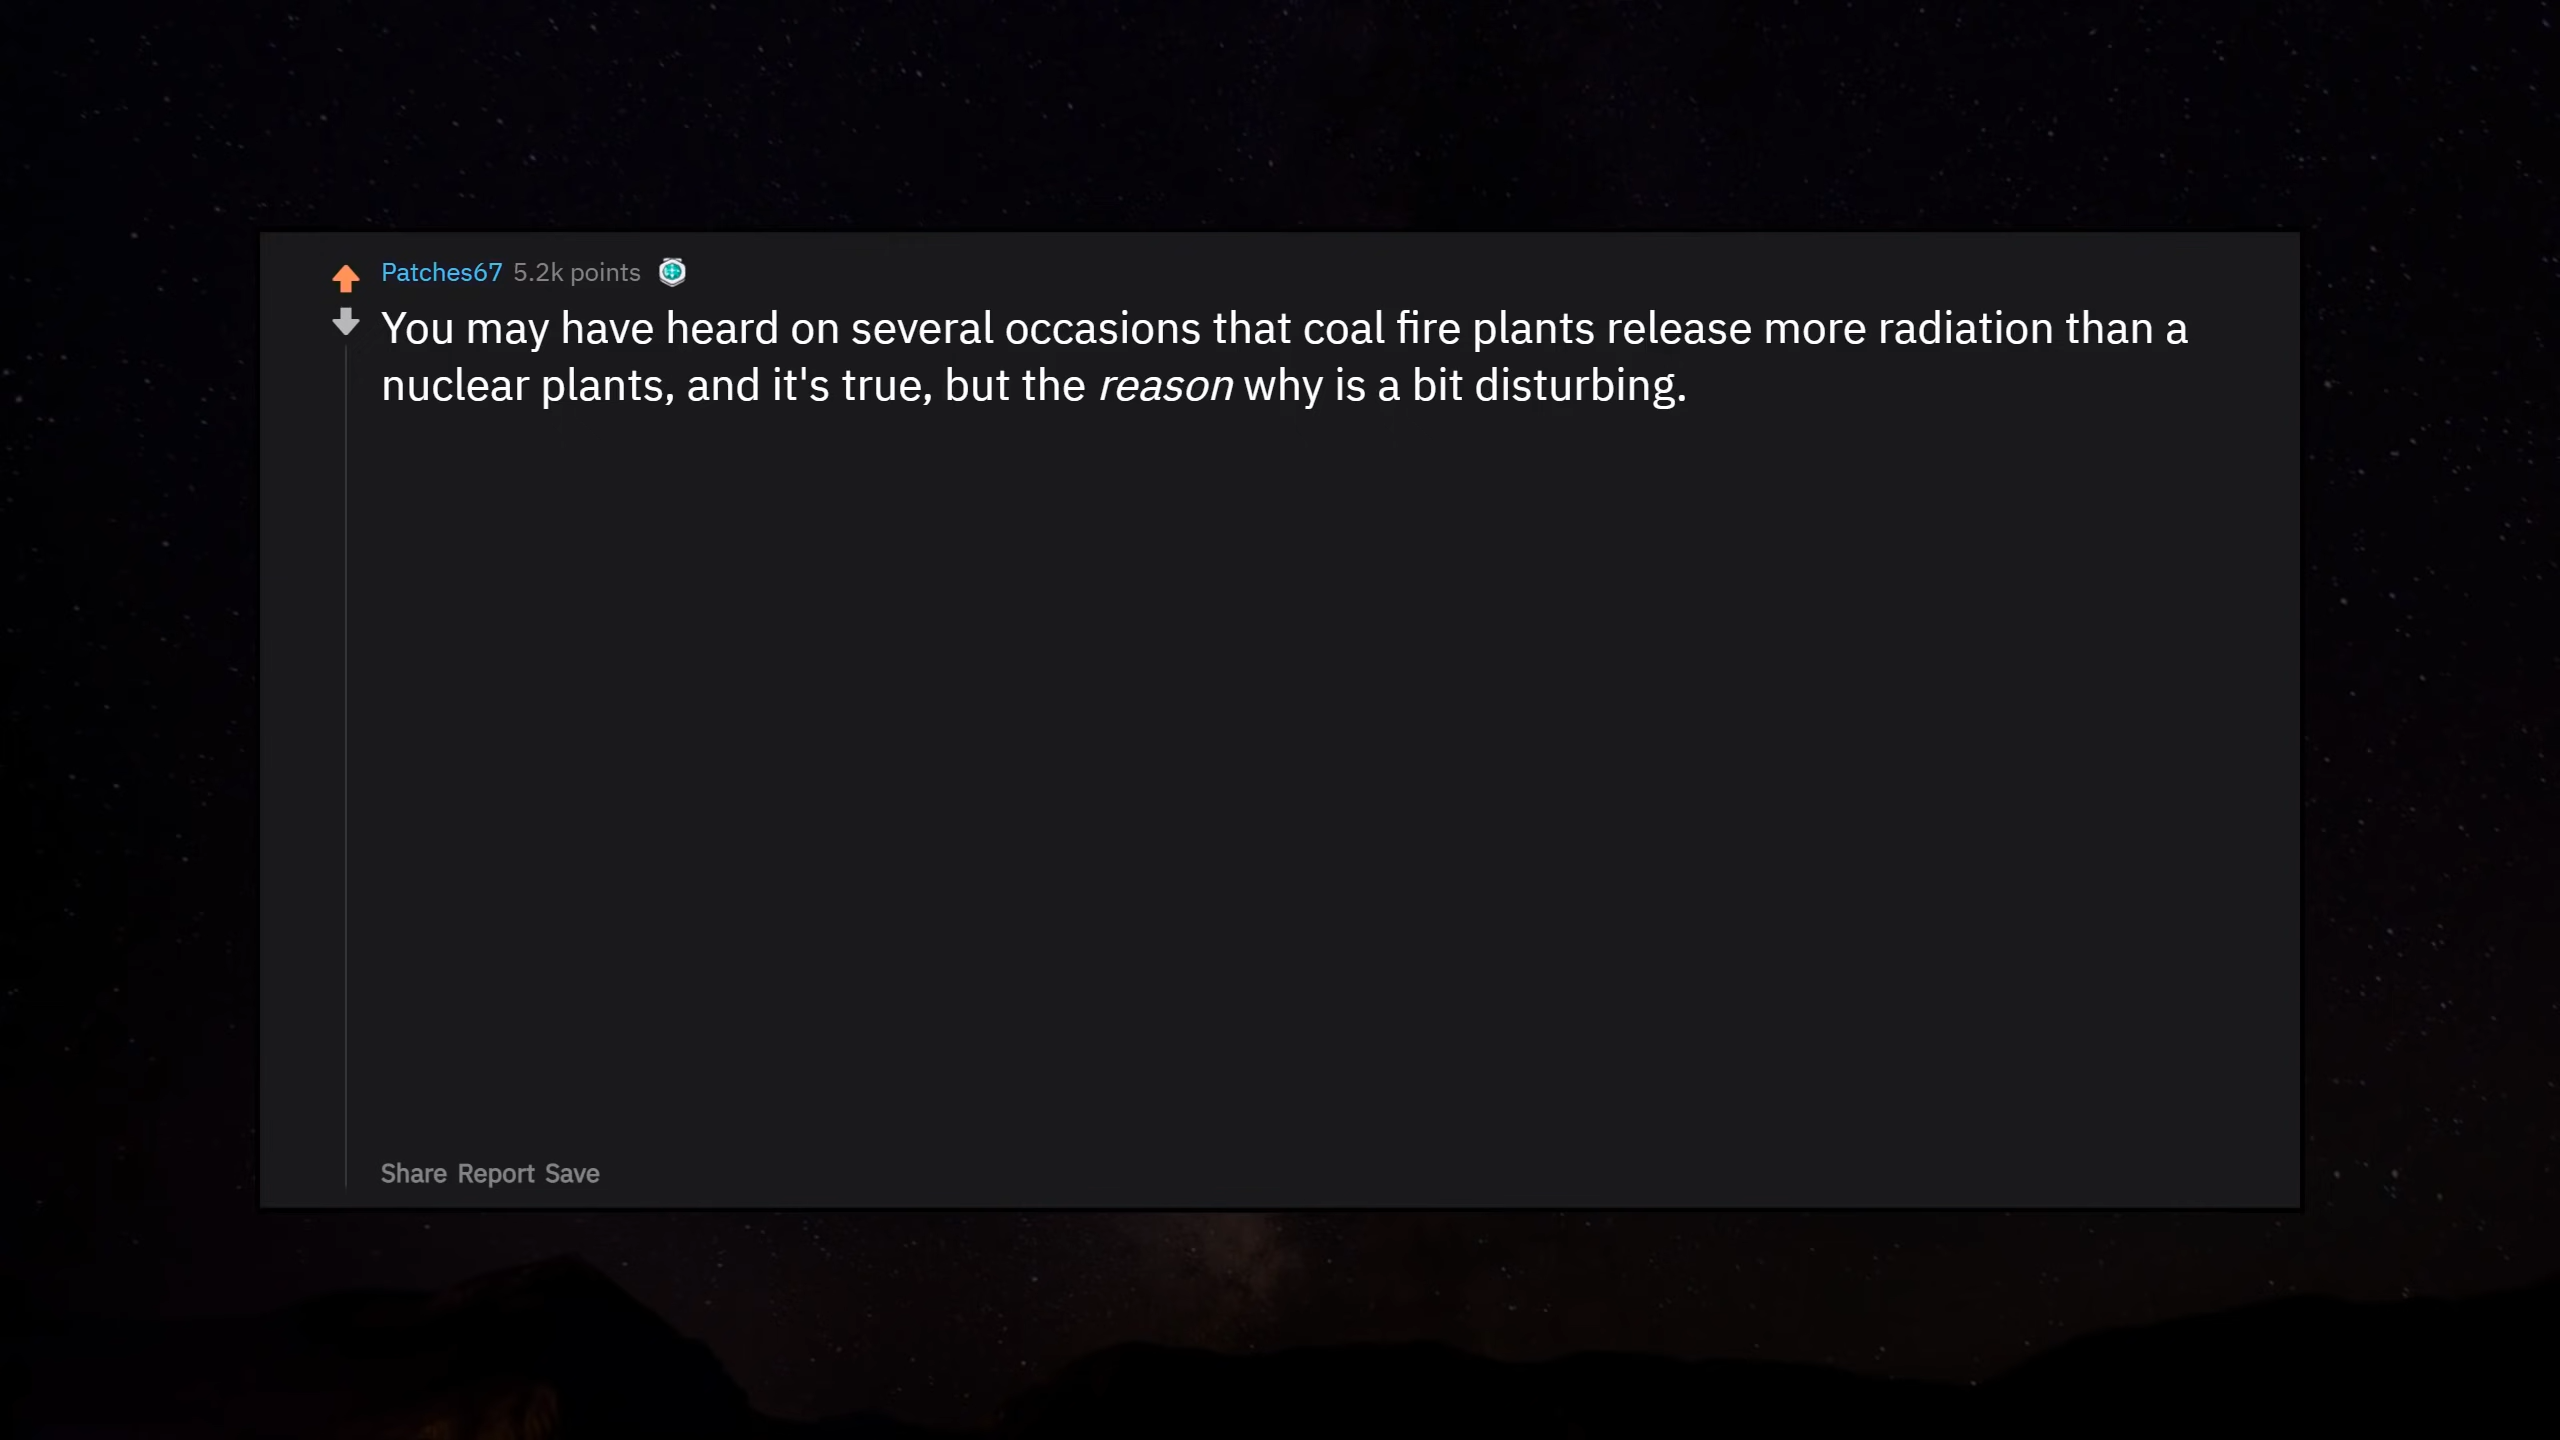 Patches67 5.2k points
You may have heard on several occasions that coal fire plants release more radiation than a
nuclear plants, and it's true, but the reason why is a bit disturbing.
Share Report Save